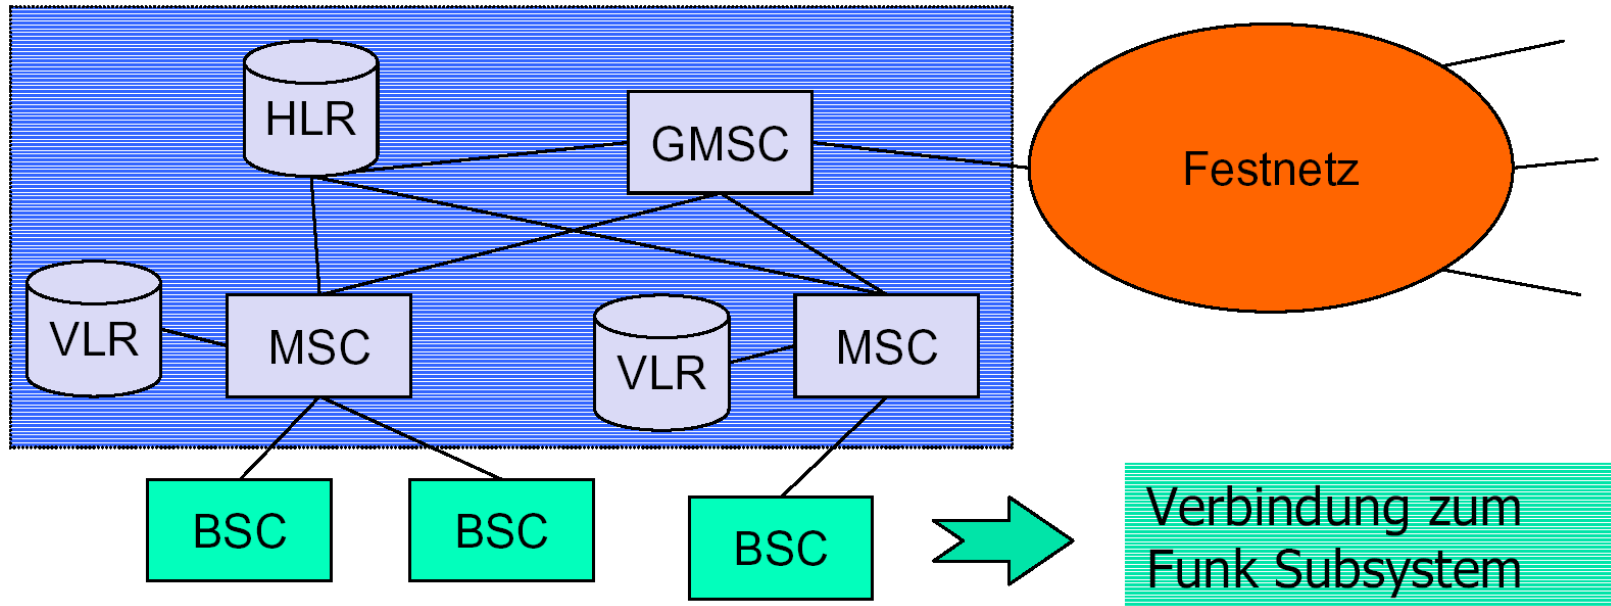 HLR
GMSC
Festnetz
VLR
MSC
VLR
MSC
BSC
BSC
BSC
Verbindung zum
Funk Subsystem